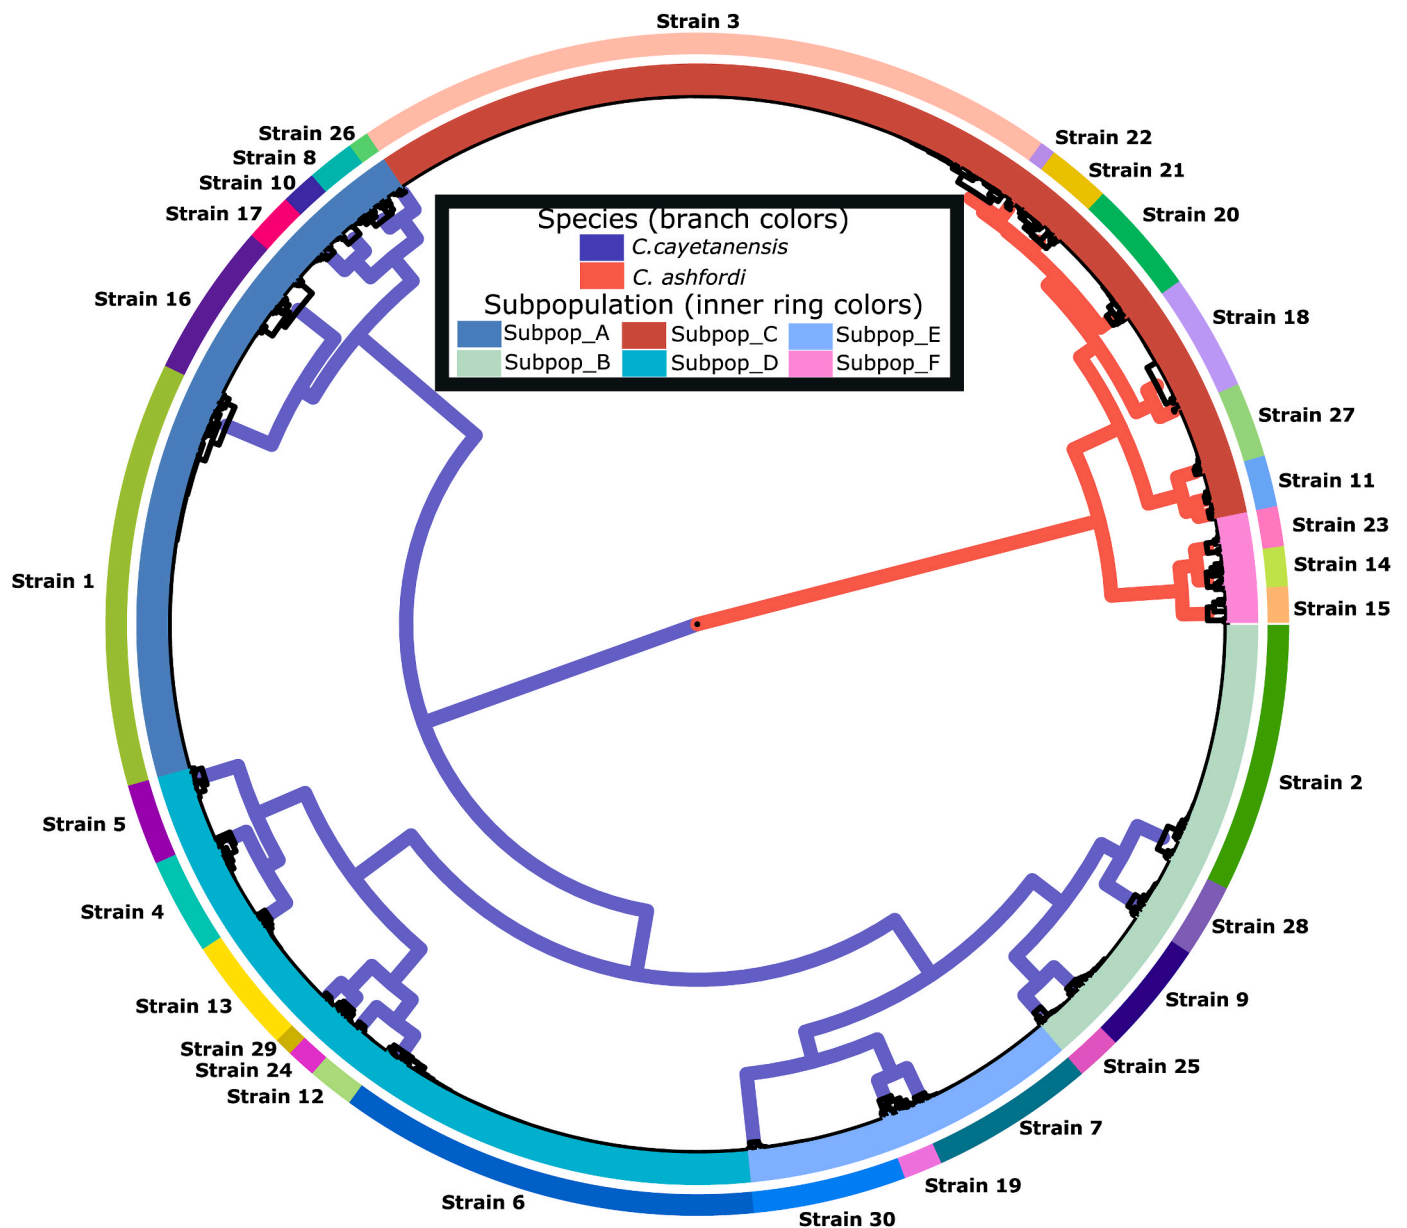 Strain 3
Strain 26
Strain 22
Strain 8
Strain 21
Strain 10
Strain 17
Strain 20
Species (branch colors)
C.cayetanensis
C. ashfordi
Strain 16
Subpopulation (inner ring colors)
Strain 18
Subpop_A Subpop_C Subpop_E
Subpop_B Subpop_D Subpop_F
Strain 27
Strain 11
Strain 23
Strain 14
Strain 1
Strain 15
Strain 2
Strain 5
Strain 4
Strain 28
Strain 9
Strain 13
Strain 29
Strain 25
Strain 24
Strain 12
Strain 7
Strain 19
Strain 6
Strain 30